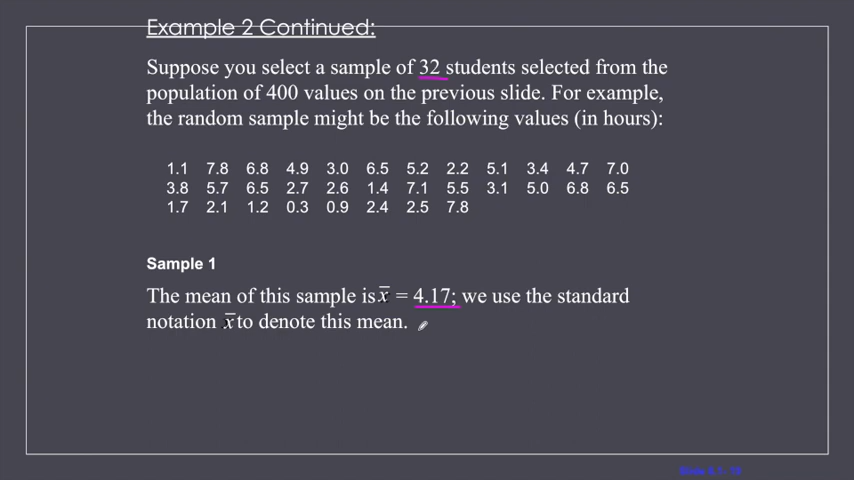 Example 2 Continued:
Suppose you select a sample of 32 students selected from the
population of 400 values on the previous slide. For example,
the random sample might be the following values (in hours):
1.1 7.8 6.8 4.9 3.0 6.5 5.2 2.2 5.1 3.4 4.7 7.0
3.8 5.7 6.5 2.7 2.6 1.4 7.1 5.5 3.1 5.0 6.8 6.5
1.7 2.1 1.2 0.3 0.9 2.4 2.5 7.8
Sample 1
The mean of this sample is x̅ = 4.17; we use the standard
notation x̅ to denote this mean.